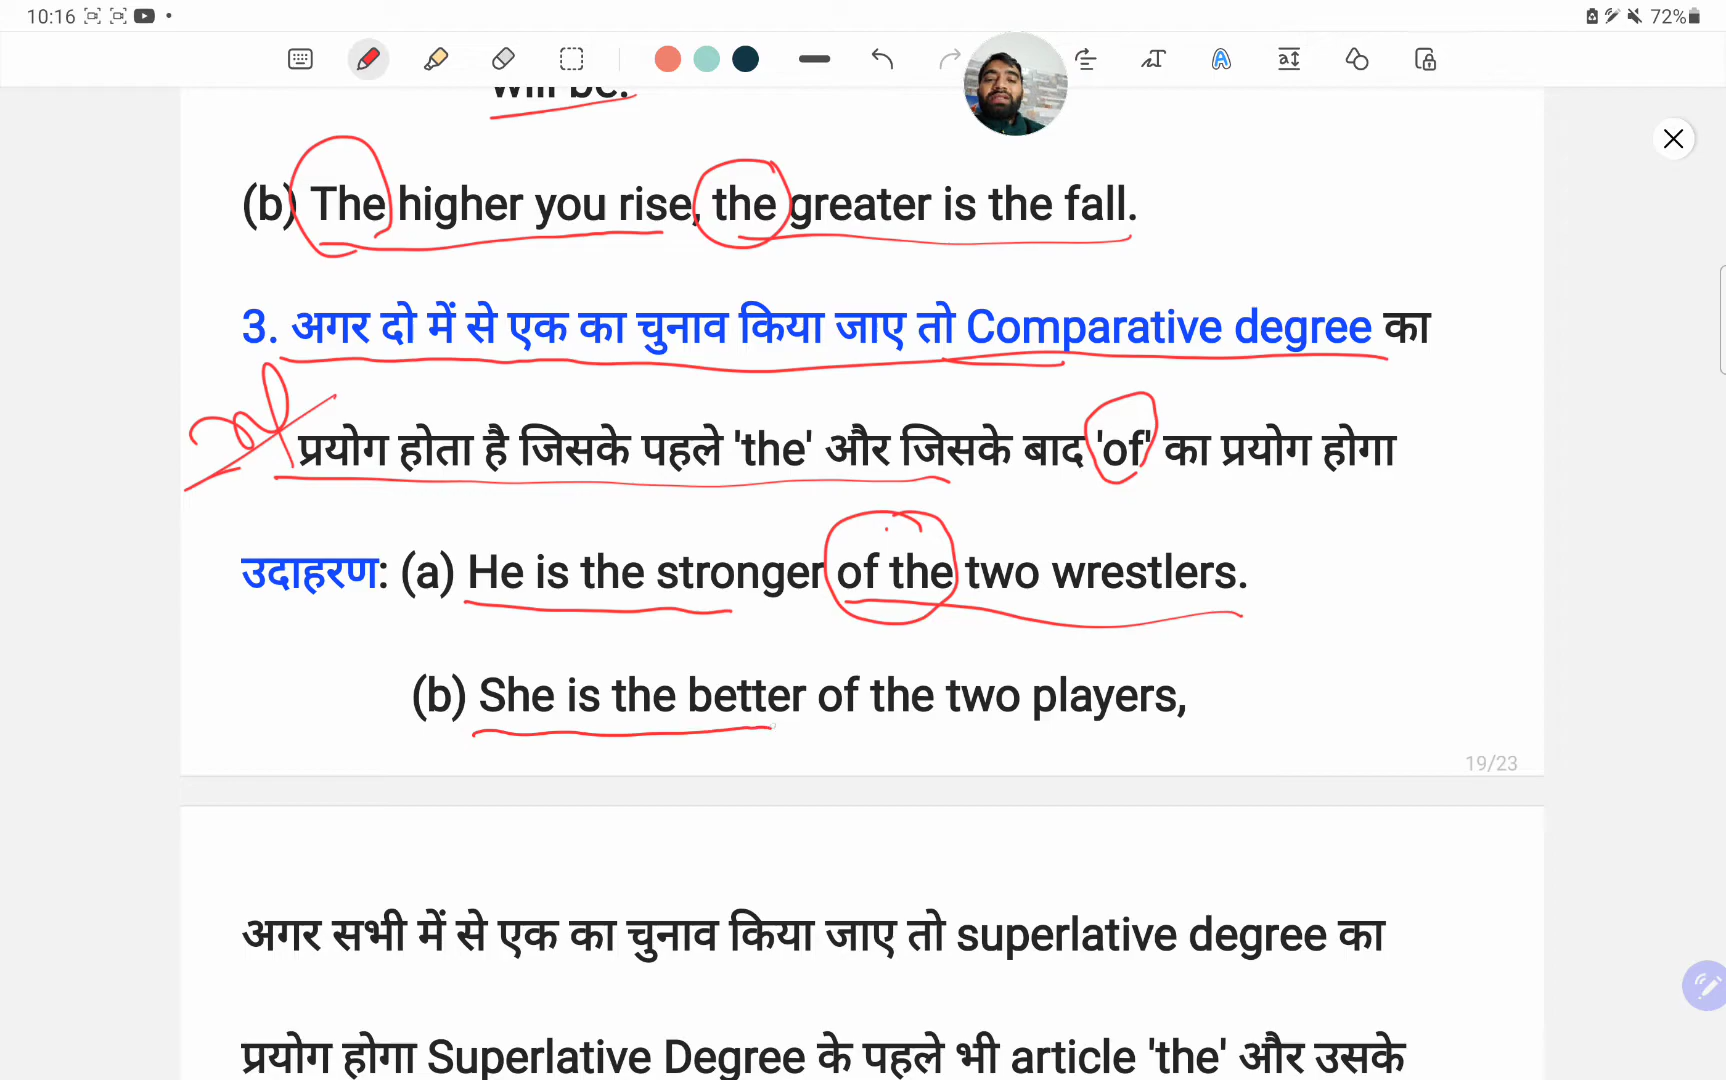 10:16
72%
will be.
(b) The higher you rise, the greater is the fall.
3. अगर दो में से एक का चुनाव किया जाए तो Comparative degree का
प्रयोग होता है जिसके पहले 'the' और जिसके बाद 'of' का प्रयोग होगा
उदाहरण: (a) He is the stronger of the two wrestlers.
(b) She is the better of the two players,
19/23
अगर सभी में से एक का चुनाव किया जाए तो superlative degree का
प्रयोग होगा Superlative Degree के पहले भी article 'the' और उसके